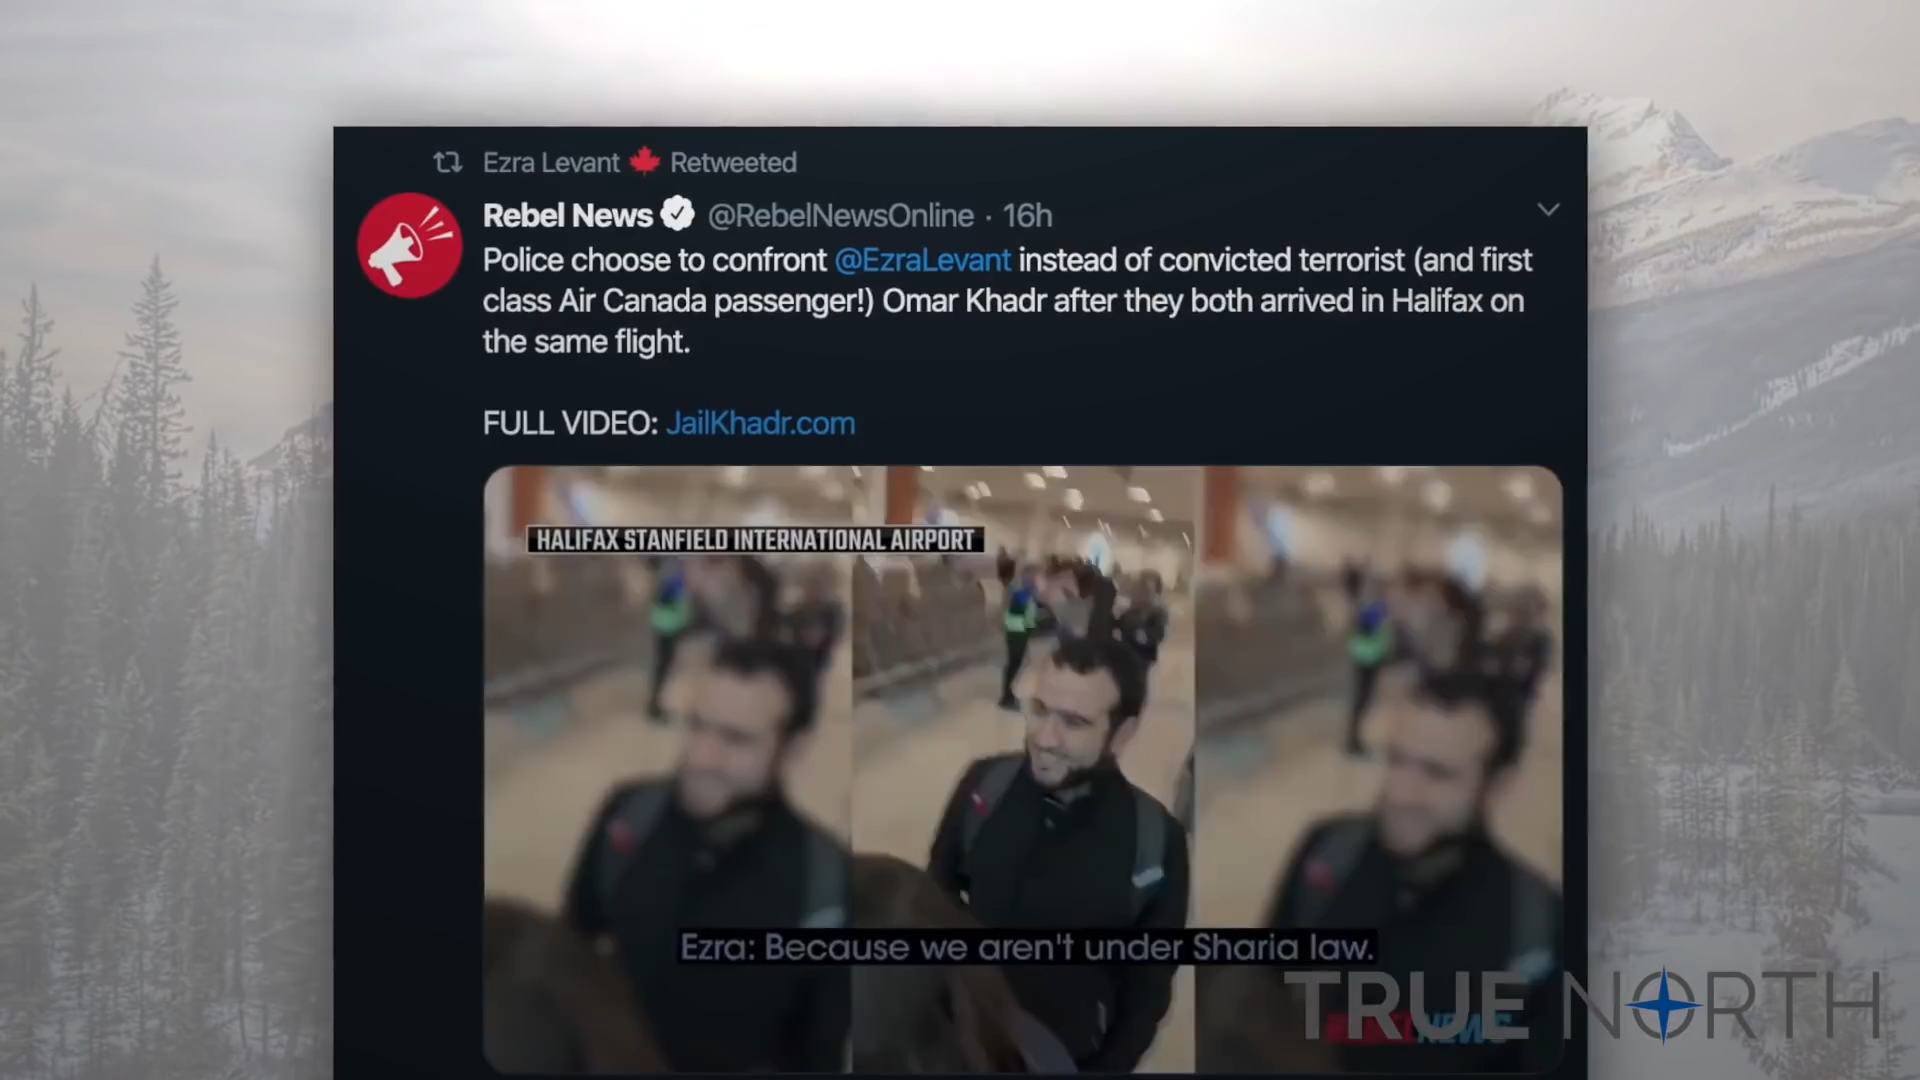 Ezra Levant 🍁 Retweeted
Rebel News @RebelNewsOnline · 16h
Police choose to confront @EzraLevant instead of convicted terrorist (and first
class Air Canada passenger!) Omar Khadr after they both arrived in Halifax on
the same flight.
FULL VIDEO: JailKhadr.com
HALIFAX STANFIELD INTERNATIONAL AIRPORT
Ezra: Because we aren't under Sharia law.
TRUE NORTH
NEWS